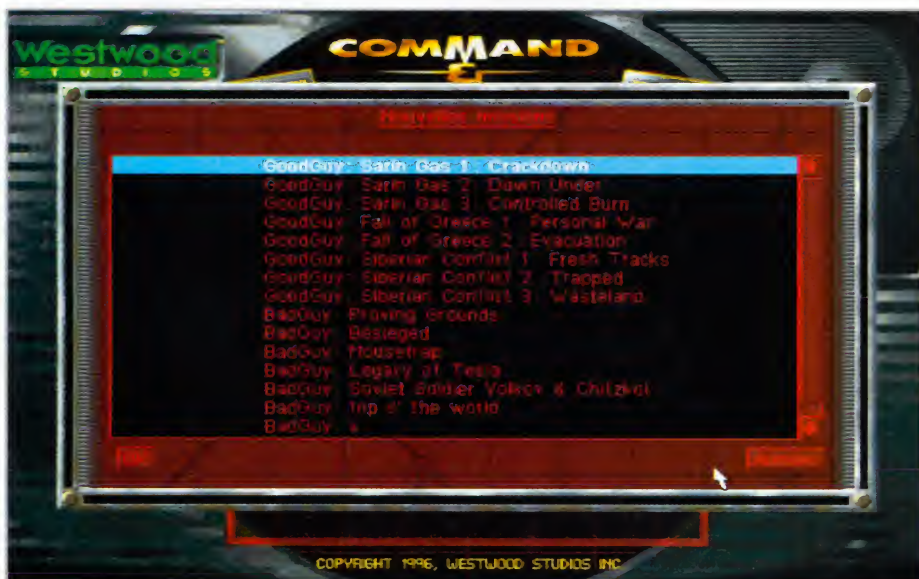 Westwood
STUDIOS
COMMAND
&
GoodGuy: Sarin Gas 1: Crackdown
GoodGuy: Sarin Gas 2: Down Under
GoodGuy: Sarin Gas 3: Controlled Burn
GoodGuy: Fall of Greece 1: Personal War
GoodGuy: Fall of Greece 2: Evacuation
GoodGuy: Siberian Conflict 1: Fresh Tracks
GoodGuy: Siberian Conflict 2: Trapped
GoodGuy: Siberian Conflict 3: Wasteland
BadGuy: Proving Grounds
BadGuy: Besieged
BadGuy: Mousetrap
BadGuy: Legacy of Tesla
BadGuy: Soviet Soldier Volkov & Chitzkoi
BadGuy: Top o' the world
BadGuy:
COPYRIGHT 1996, WESTWOOD STUDIOS INC